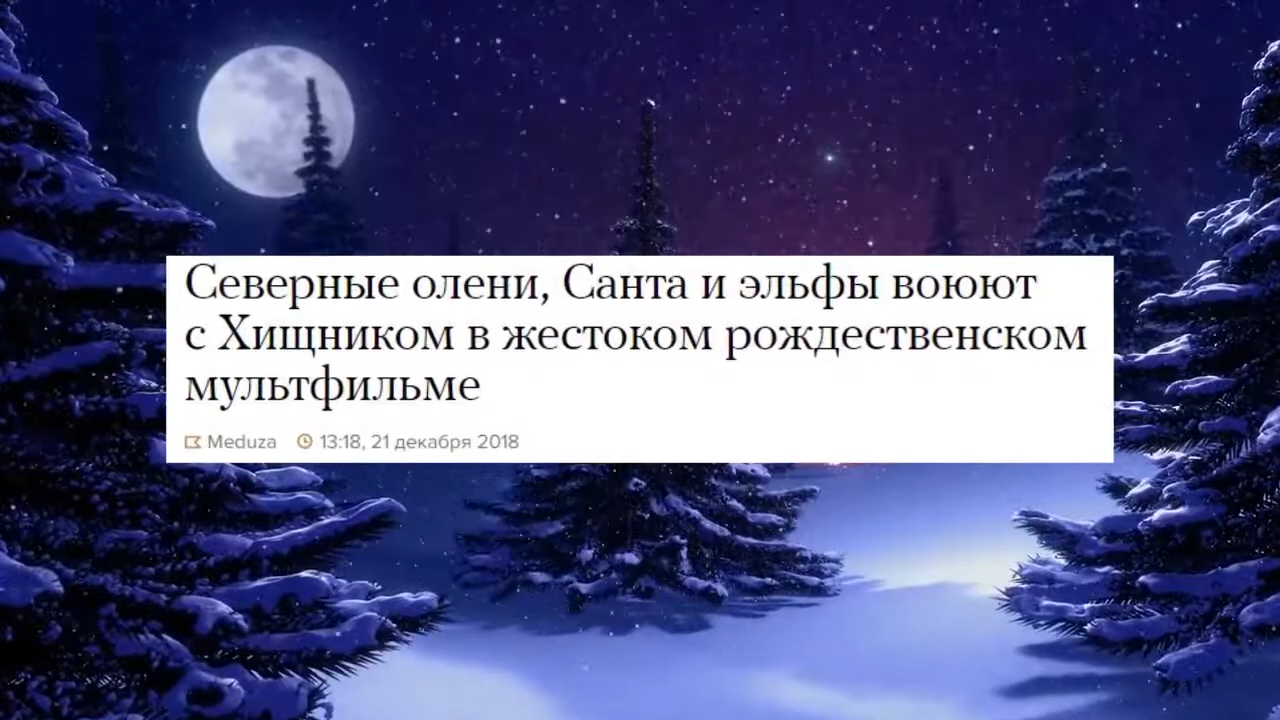 Северные олени, Санта и эльфы воюют
с Хищником в жестоком рождественском
мультфильме
Meduza 13:18, 21 декабря 2018